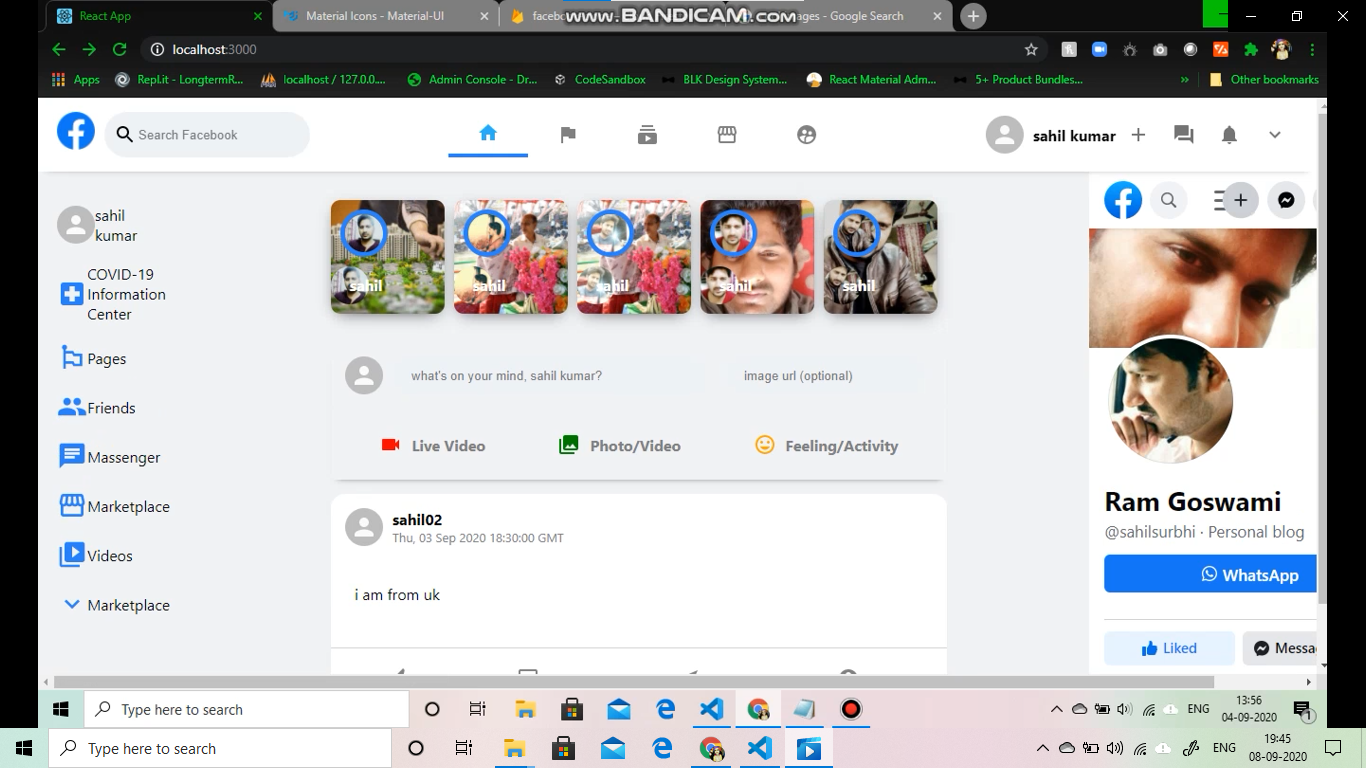 React App
Material Icons - Material-UI
faceb
WWW.BANDICAM.COM
ages - Google Search
localhost:3000
Apps
RepLit - LongtermR...
localhost / 127.0.0....
Admin Console - Dr...
CodeSandbox
BLK Design System...
React Material Adm...
5+ Product Bundles...
»
Other bookmarks
Search Facebook
sahil kumar
sahil
kumar
COVID-19
Information
Center
Pages
Friends
Massenger
Marketplace
Videos
Marketplace
sahil
sahil
sahil
sahil
sahil
what's on your mind, sahil kumar?
image url (optional)
Live Video
Photo/Video
Feeling/Activity
sahil02
Thu, 03 Sep 2020 18:30:00 GMT
i am from uk
Ram Goswami
@sahilsurbhi · Personal blog
WhatsApp
Liked
Messa
Type here to search
ENG
13:56
04-09-2020
1
Type here to search
ENG
19:45
08-09-2020